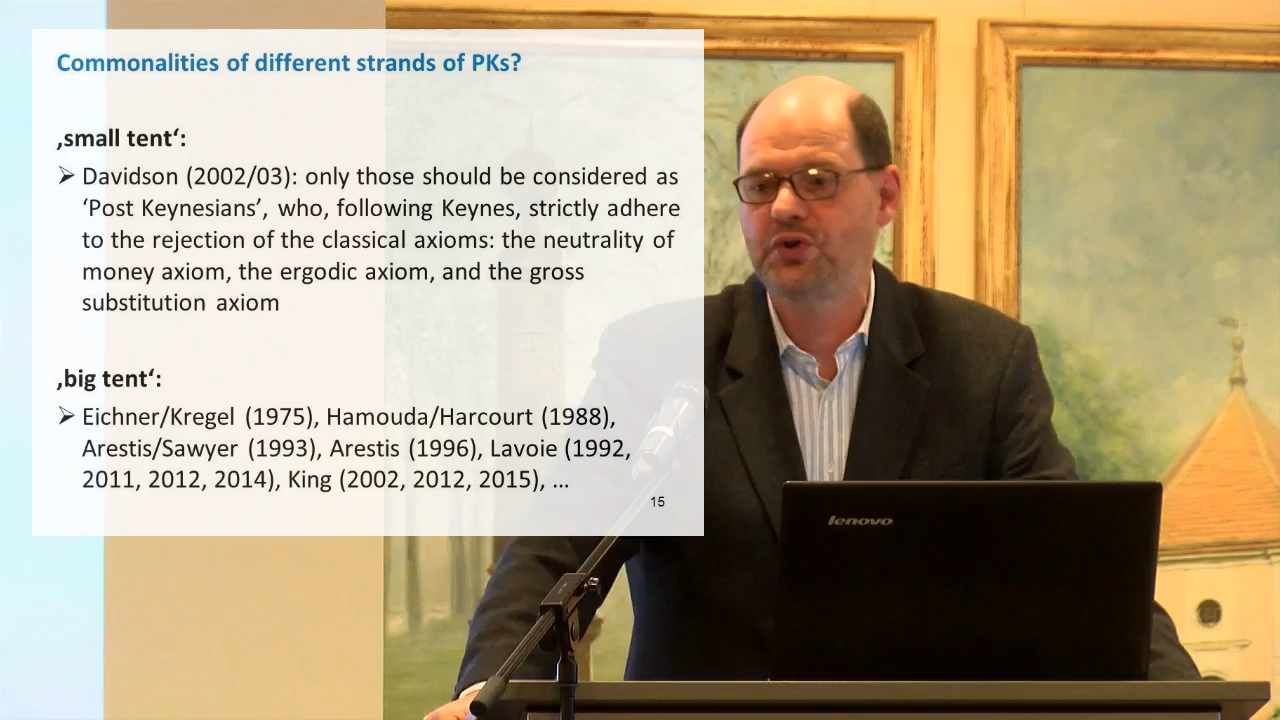 Commonalities of different strands of PKs?
‚small tent‘:
➢ Davidson (2002/03): only those should be considered as
‘Post Keynesians’, who, following Keynes, strictly adhere
to the rejection of the classical axioms: the neutrality of
money axiom, the ergodic axiom, and the gross
substitution axiom
‚big tent‘:
➢ Eichner/Kregel (1975), Hamouda/Harcourt (1988),
Arestis/Sawyer (1993), Arestis (1996), Lavoie (1992,
2011, 2012, 2014), King (2002, 2012, 2015), ...
15
lenovo